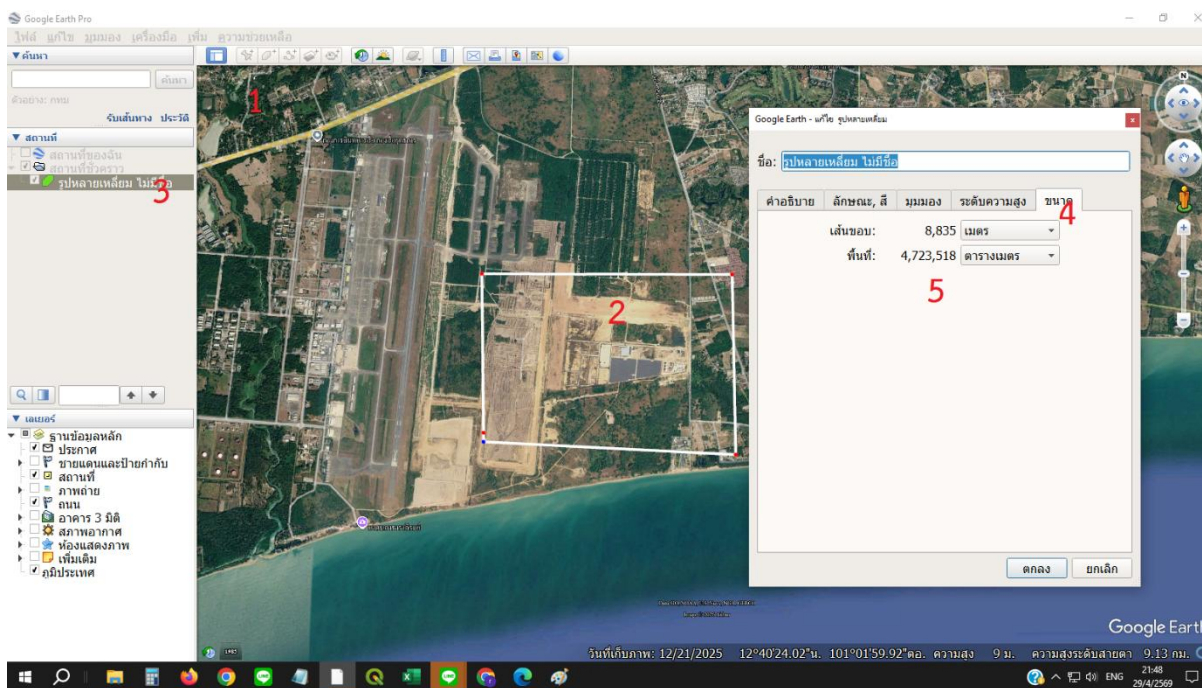 Google Earth Pro
ไฟล์ แก้ไข มุมมอง เครื่องมือ เพิ่ม ความช่วยเหลือ
▼ค้นหา
ค้นหา
ตัวอย่าง: กทม
รับเส้นทาง ประวัติ
▼ สถานที่
สถานที่ของฉัน
สถานที่ชั่วคราว
รูปหลายเหลี่ยม ไม่มีชื่อ
1
2
3
4
5
Google Earth - แก้ไข รูปหลายเหลี่ยม
ชื่อ: รูปหลายเหลี่ยม ไม่มีชื่อ
คำอธิบาย ลักษณะ, สี มุมมอง ระดับความสูง ขนาด
เส้นขอบ: 8,835 เมตร
พื้นที่: 4,723,518 ตารางเมตร
ตกลง ยกเลิก
▼ เลเยอร์
ฐานข้อมูลหลัก
ประกาศ
ชายแดนและป้ายกำกับ
สถานที่
ภาพถ่าย
ถนน
อาคาร 3 มิติ
สภาพอากาศ
ห้องแสดงภาพ
เพิ่มเติม
ภูมิประเทศ
N
Google Earth
1985
วันที่เก็บภาพ: 12/21/2025 12°40'24.02"น. 101°01'59.92"ตอ. ความสูง 9 ม. ความสูงระดับสายตา 9.13 กม.
ENG
21:48
29/4/2569